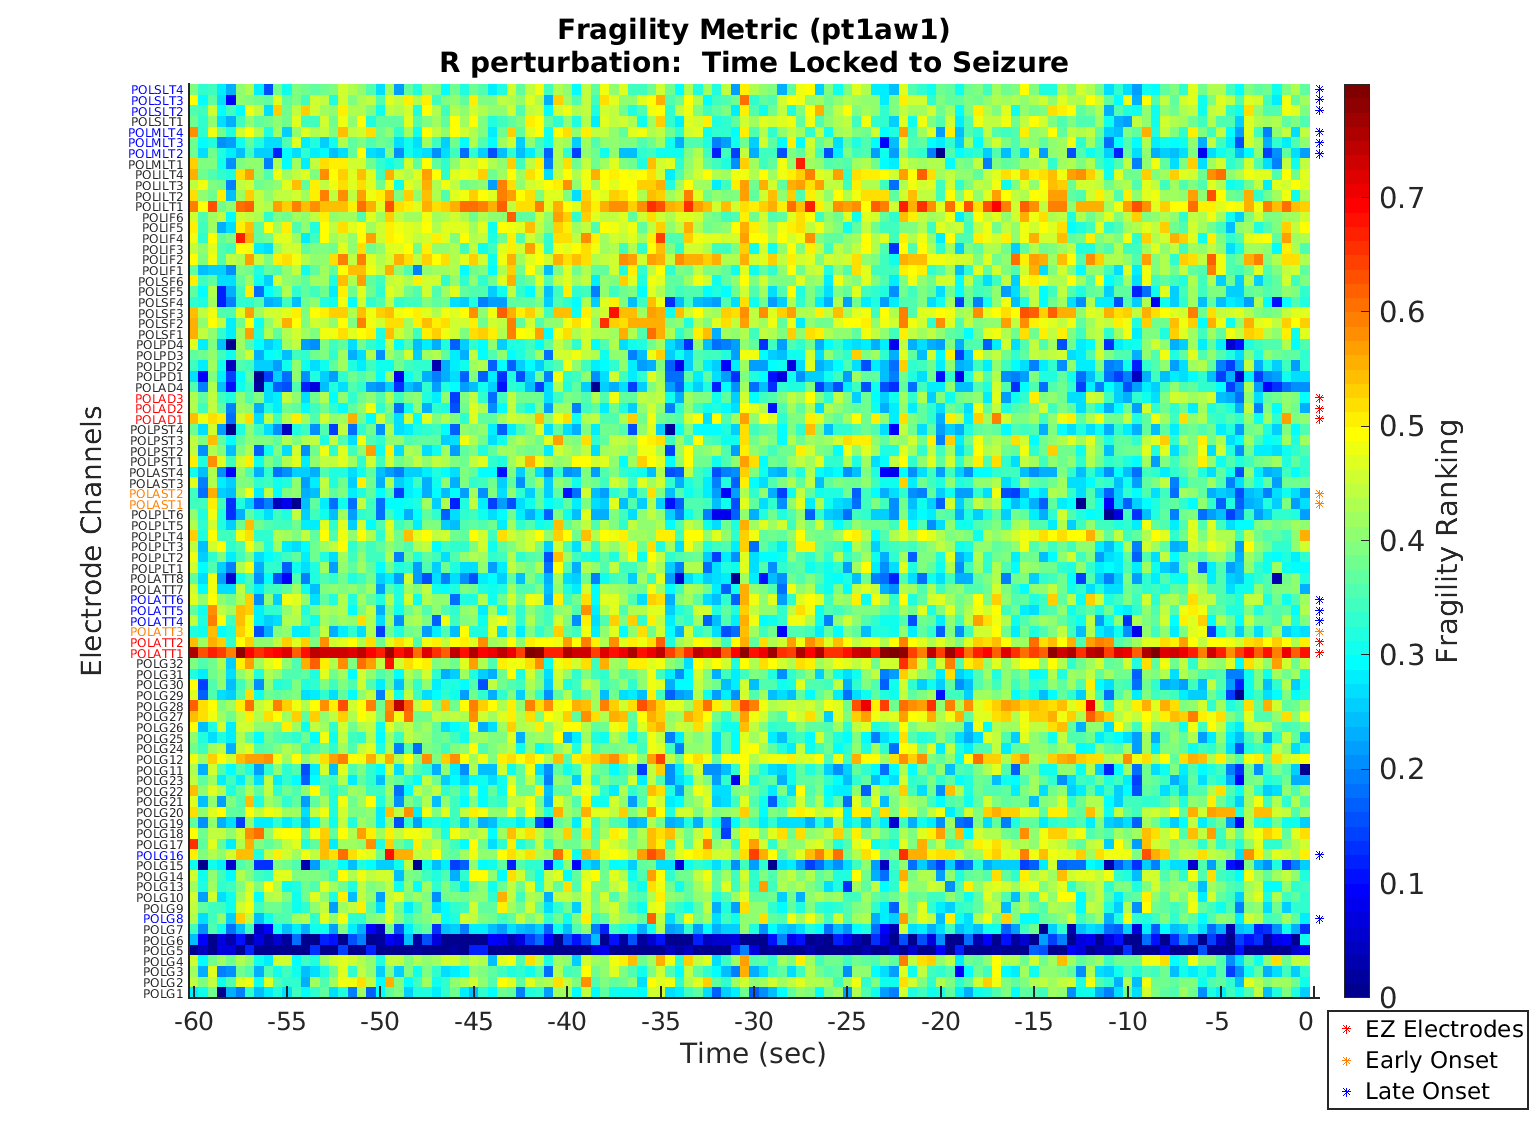 Fragility Metric (pt1aw1)
R perturbation:  Time Locked to Seizure
Electrode Channels
POLSLT4
POLSLT3
POLSLT2
POLSLT1
POLMLT4
POLMLT3
POLMLT2
POLMLT1
POLILT4
POLILT3
POLILT2
POLILT1
POLIF6
POLIF5
POLIF4
POLIF3
POLIF2
POLIF1
POLSF6
POLSF5
POLSF4
POLSF3
POLSF2
POLSF1
POLPD4
POLPD3
POLPD2
POLPD1
POLAD4
POLAD3
POLAD2
POLAD1
POLPST4
POLPST3
POLPST2
POLPST1
POLAST4
POLAST3
POLAST2
POLAST1
POLPLT6
POLPLT5
POLPLT4
POLPLT3
POLPLT2
POLPLT1
POLATT8
POLATT7
POLATT6
POLATT5
POLATT4
POLATT3
POLATT2
POLATT1
POLG32
POLG31
POLG30
POLG29
POLG28
POLG27
POLG26
POLG25
POLG24
POLG12
POLG11
POLG23
POLG22
POLG21
POLG20
POLG19
POLG18
POLG17
POLG16
POLG15
POLG14
POLG13
POLG10
POLG9
POLG8
POLG7
POLG6
POLG5
POLG4
POLG3
POLG2
POLG1
-60 -55 -50 -45 -40 -35 -30 -25 -20 -15 -10 -5 0
Time (sec)
0.7
0.6
0.5
0.4
0.3
0.2
0.1
0
Fragility Ranking
EZ Electrodes
Early Onset
Late Onset